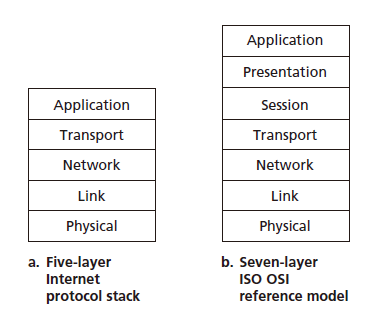 Application
Transport
Network
Link
Physical
a. Five-layer
Internet
protocol stack
Application
Presentation
Session
Transport
Network
Link
Physical
b. Seven-layer
ISO OSI
reference model